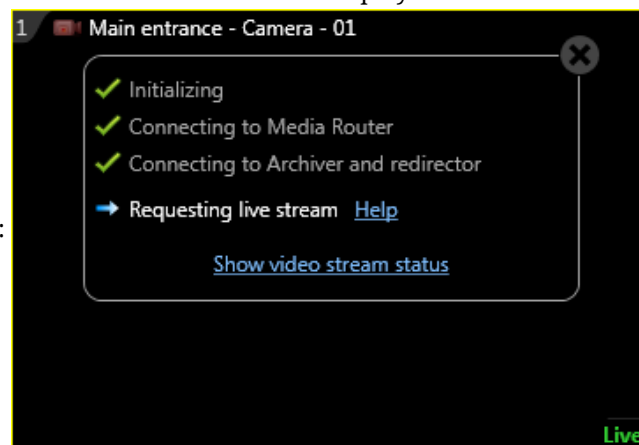 1 Main entrance - Camera - 01
Initializing
Connecting to Media Router
Connecting to Archiver and redirector
Requesting live stream Help
:
Show video stream status
Live